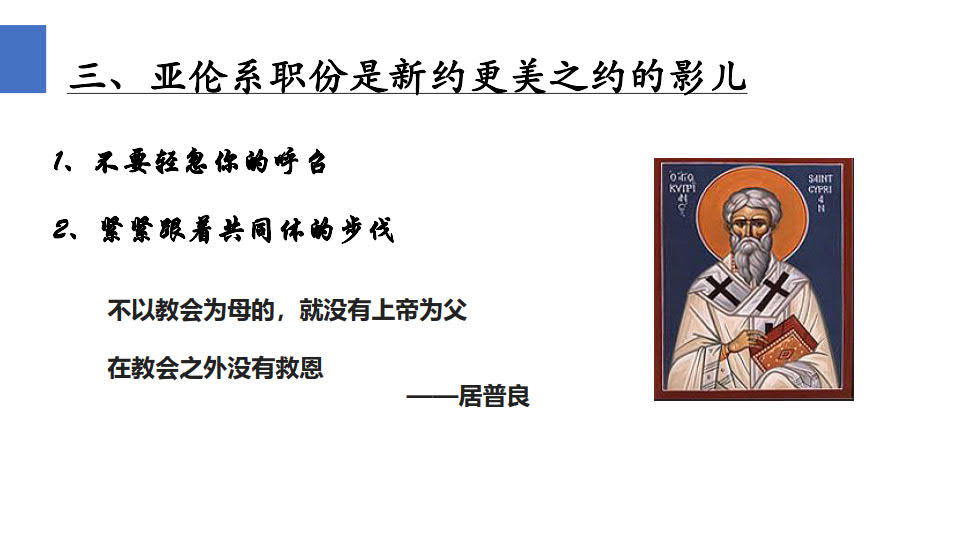 三、亚伦系职份是新约更美之约的影儿
1、不要轻忽你的呼召
2、紧紧跟着共同体的步伐
不以教会为母的，就没有上帝为父
在教会之外没有救恩
——居普良
SAINT
CYPRI
A
N